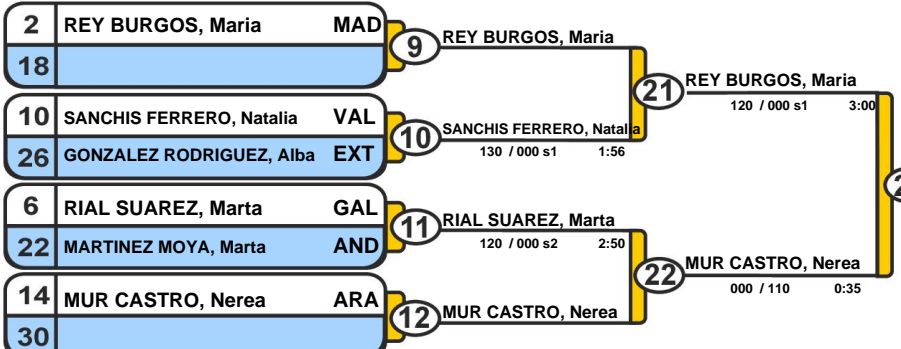 2 REY BURGOS, Maria MAD
18
9 REY BURGOS, Maria
10 SANCHIS FERRERO, Natalia VAL
26 GONZALEZ RODRIGUEZ, Alba EXT
10 SANCHIS FERRERO, Natalia
130 / 000 s1 1:56
21 REY BURGOS, Maria
120 / 000 s1 3:00
6 RIAL SUAREZ, Marta GAL
22 MARTINEZ MOYA, Marta AND
11 RIAL SUAREZ, Marta
120 / 000 s2 2:50
14 MUR CASTRO, Nerea ARA
30
12 MUR CASTRO, Nerea
22 MUR CASTRO, Nerea
000 / 110 0:35